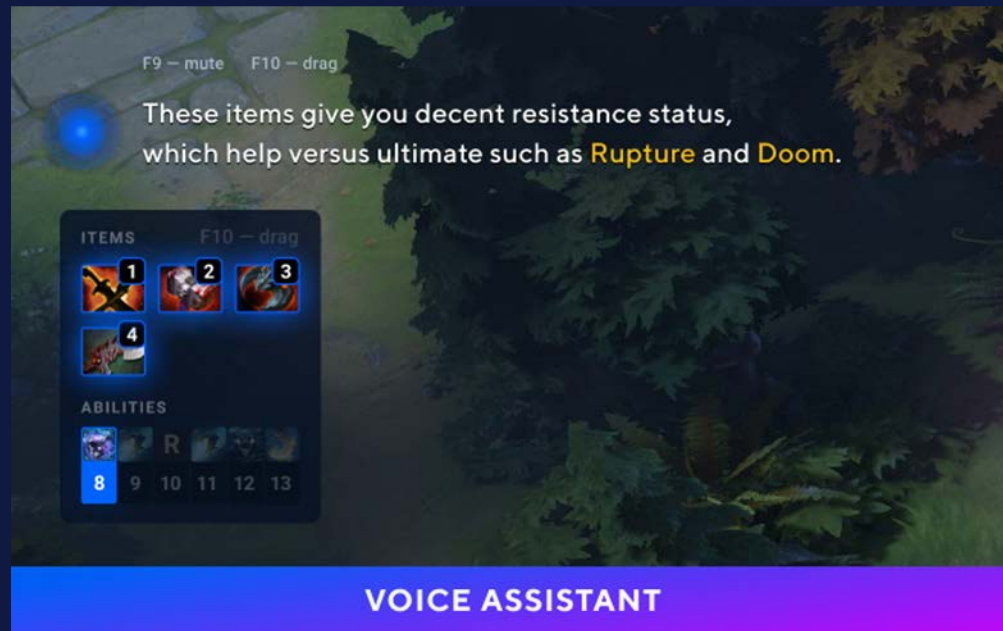 F9 — mute F10 — drag
These items give you decent resistance status,
which help versus ultimate such as Rupture and Doom.
ITEMS F10 — drag
1 2 3
4
ABILITIES
R
8 9 10 11 12 13
VOICE ASSISTANT